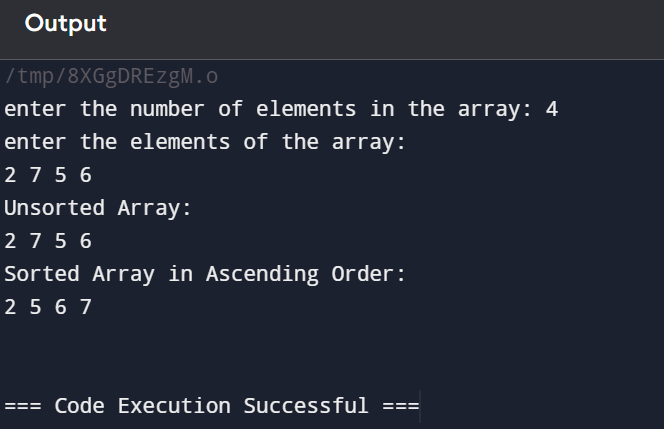 Output
/tmp/8XGgDREzgM.o
enter the number of elements in the array: 4
enter the elements of the array:
2 7 5 6
Unsorted Array:
2 7 5 6
Sorted Array in Ascending Order:
2 5 6 7
=== Code Execution Successful ===